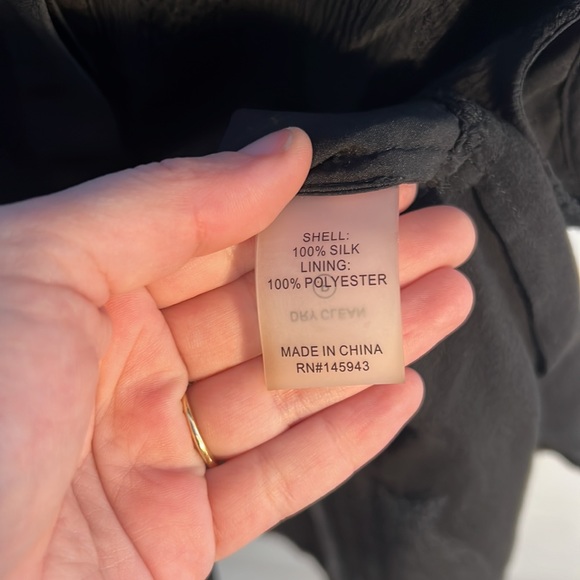 SHELL:
100% SILK
LINING:
100% POLYESTER
DRY CLEAN
MADE IN CHINA
RN#145943